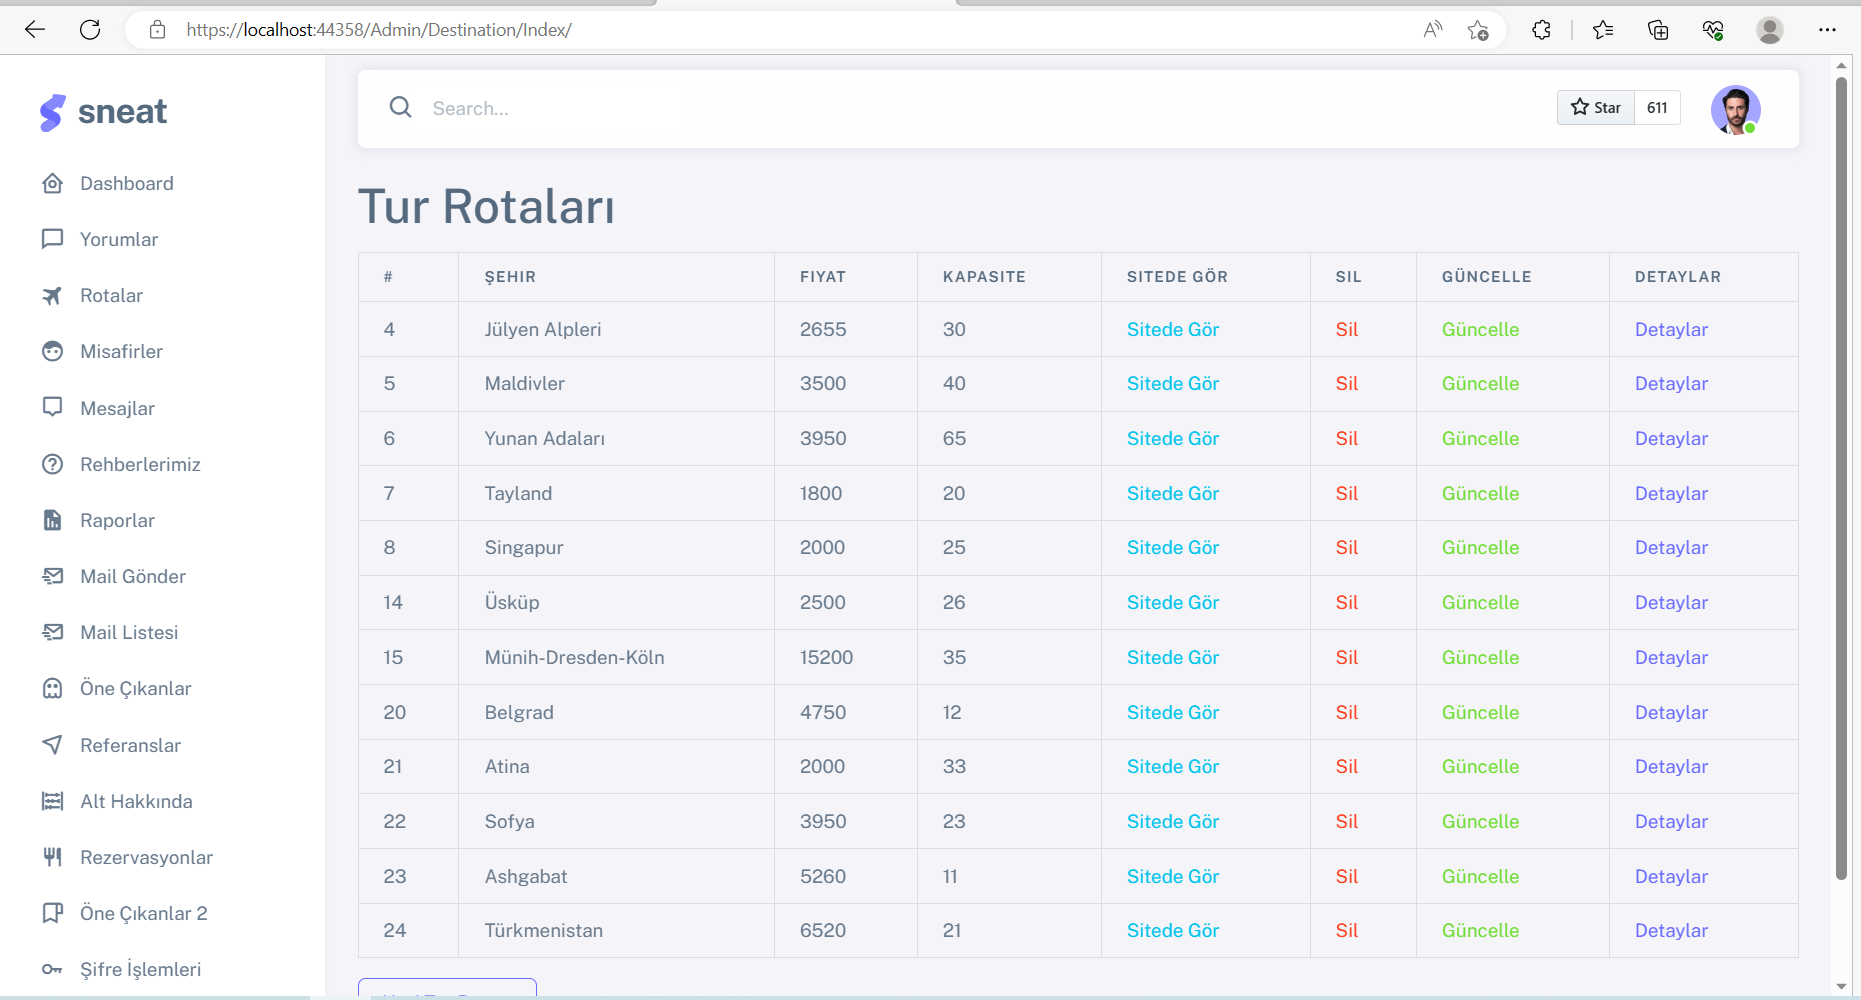 https://localhost:44358/Admin/Destination/Index/
sneat
Search...
Star 611
Dashboard
Yorumlar
Rotalar
Misafirler
Mesajlar
Rehberlerimiz
Raporlar
Mail Gönder
Mail Listesi
Öne Çıkanlar
Referanslar
Alt Hakkında
Rezervasyonlar
Öne Çıkanlar 2
Şifre İşlemleri
Tur Rotaları
# ŞEHIR FIYAT KAPASITE SITEDE GÖR SIL GÜNCELLE DETAYLAR
4 Jülyen Alpleri 2655 30 Sitede Gör Sil Güncelle Detaylar
5 Maldivler 3500 40 Sitede Gör Sil Güncelle Detaylar
6 Yunan Adaları 3950 65 Sitede Gör Sil Güncelle Detaylar
7 Tayland 1800 20 Sitede Gör Sil Güncelle Detaylar
8 Singapur 2000 25 Sitede Gör Sil Güncelle Detaylar
14 Üsküp 2500 26 Sitede Gör Sil Güncelle Detaylar
15 Münih-Dresden-Köln 15200 35 Sitede Gör Sil Güncelle Detaylar
20 Belgrad 4750 12 Sitede Gör Sil Güncelle Detaylar
21 Atina 2000 33 Sitede Gör Sil Güncelle Detaylar
22 Sofya 3950 23 Sitede Gör Sil Güncelle Detaylar
23 Ashgabat 5260 11 Sitede Gör Sil Güncelle Detaylar
24 Türkmenistan 6520 21 Sitede Gör Sil Güncelle Detaylar